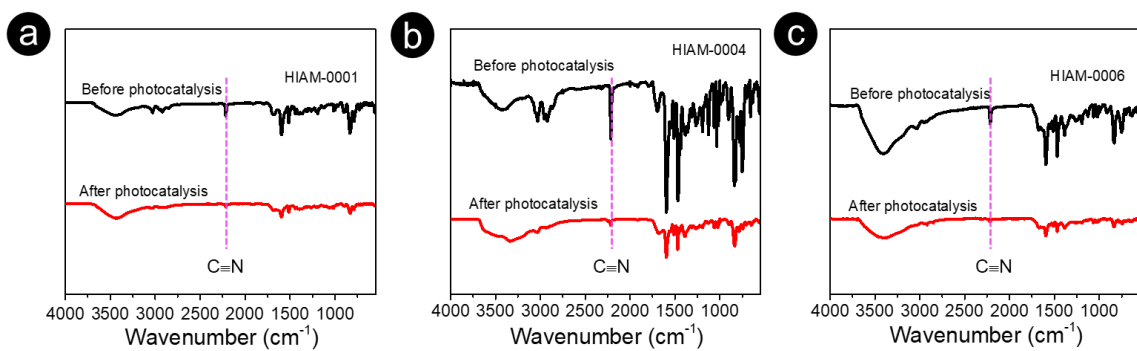 a
HIAM-0001
Before photocatalysis
After photocatalysis
C≡N
4000 3500 3000 2500 2000 1500 1000
Wavenumber (cm⁻¹)
b
HIAM-0004
Before photocatalysis
After photocatalysis
C≡N
4000 3500 3000 2500 2000 1500 1000
Wavenumber (cm⁻¹)
c
HIAM-0006
Before photocatalysis
After photocatalysis
C≡N
4000 3500 3000 2500 2000 1500 1000
Wavenumber (cm⁻¹)